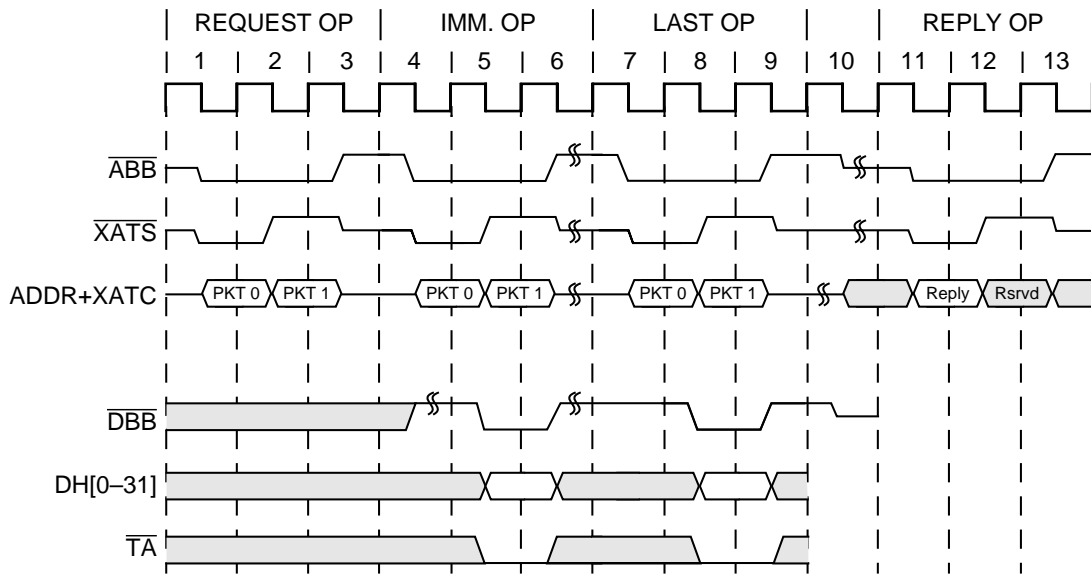 REQUEST OP IMM. OP LAST OP REPLY OP
1 2 3 4 5 6 7 8 9 10 11 12 13
ABB
XATS
ADDR+XATC PKT 0 PKT 1 PKT 0 PKT 1 PKT 0 PKT 1 Reply Rsrvd
DBB
DH[0–31]
TA